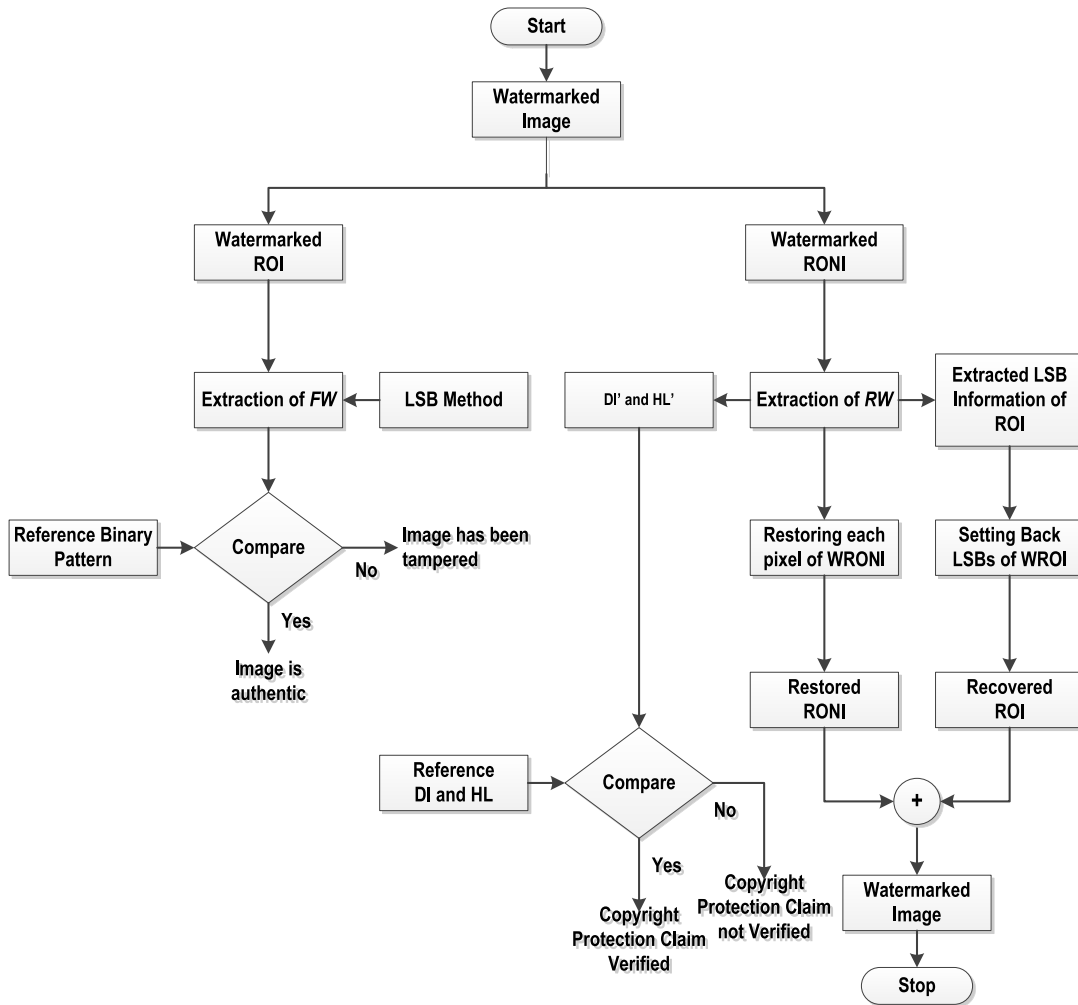 Start
Watermarked
Image
Watermarked
ROI
Watermarked
RONI
Extraction of FW
LSB Method
DI’ and HL’
Extraction of RW
Extracted LSB
Information of
ROI
Reference Binary
Pattern
Compare
No
Image has been
tampered
Yes
Image is
authentic
Restoring each
pixel of WRONI
Setting Back
LSBs of WROI
Restored
RONI
Recovered
ROI
Reference
DI and HL
Compare
No
Yes
+
Copyright
Protection Claim
Verified
Copyright
Protection Claim
not Verified
Watermarked
Image
Stop